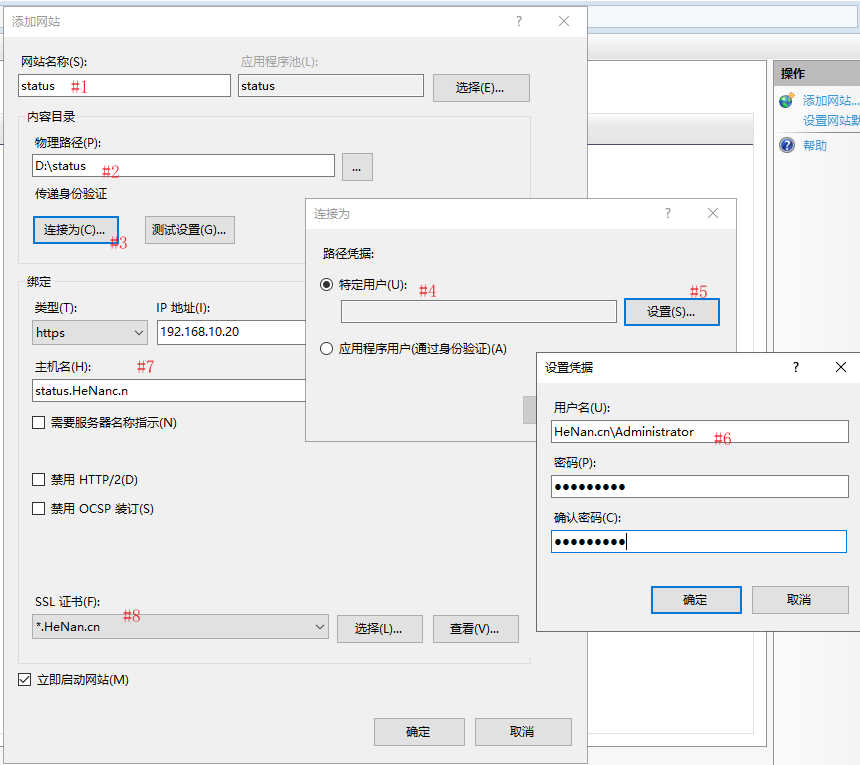 添加网站
?
网站名称(S):
应用程序池(L):
status #1
status
选择(E)...
内容目录
物理路径(P):
D:\status #2
...
传递身份验证
连接为(C)... #3
测试设置(G)...
绑定
类型(T):
IP 地址(I):
https
192.168.10.20
主机名(H): #7
status.HeNanc.n
需要服务器名称指示(N)
禁用 HTTP/2(D)
禁用 OCSP 装订(S)
SSL 证书(F): #8
*.HeNan.cn
选择(L)...
查看(V)...
立即启动网站(M)
确定
取消
连接为
?
路径凭据:
特定用户(U): #4
#5
设置(S)...
应用程序用户(通过身份验证)(A)
设置凭据
?
用户名(U):
HeNan.cn\Administrator #6
密码(P):
●●●●●●●●●
确认密码(C):
●●●●●●●●●
确定
取消
操作
添加网站...
设置网站默
帮助